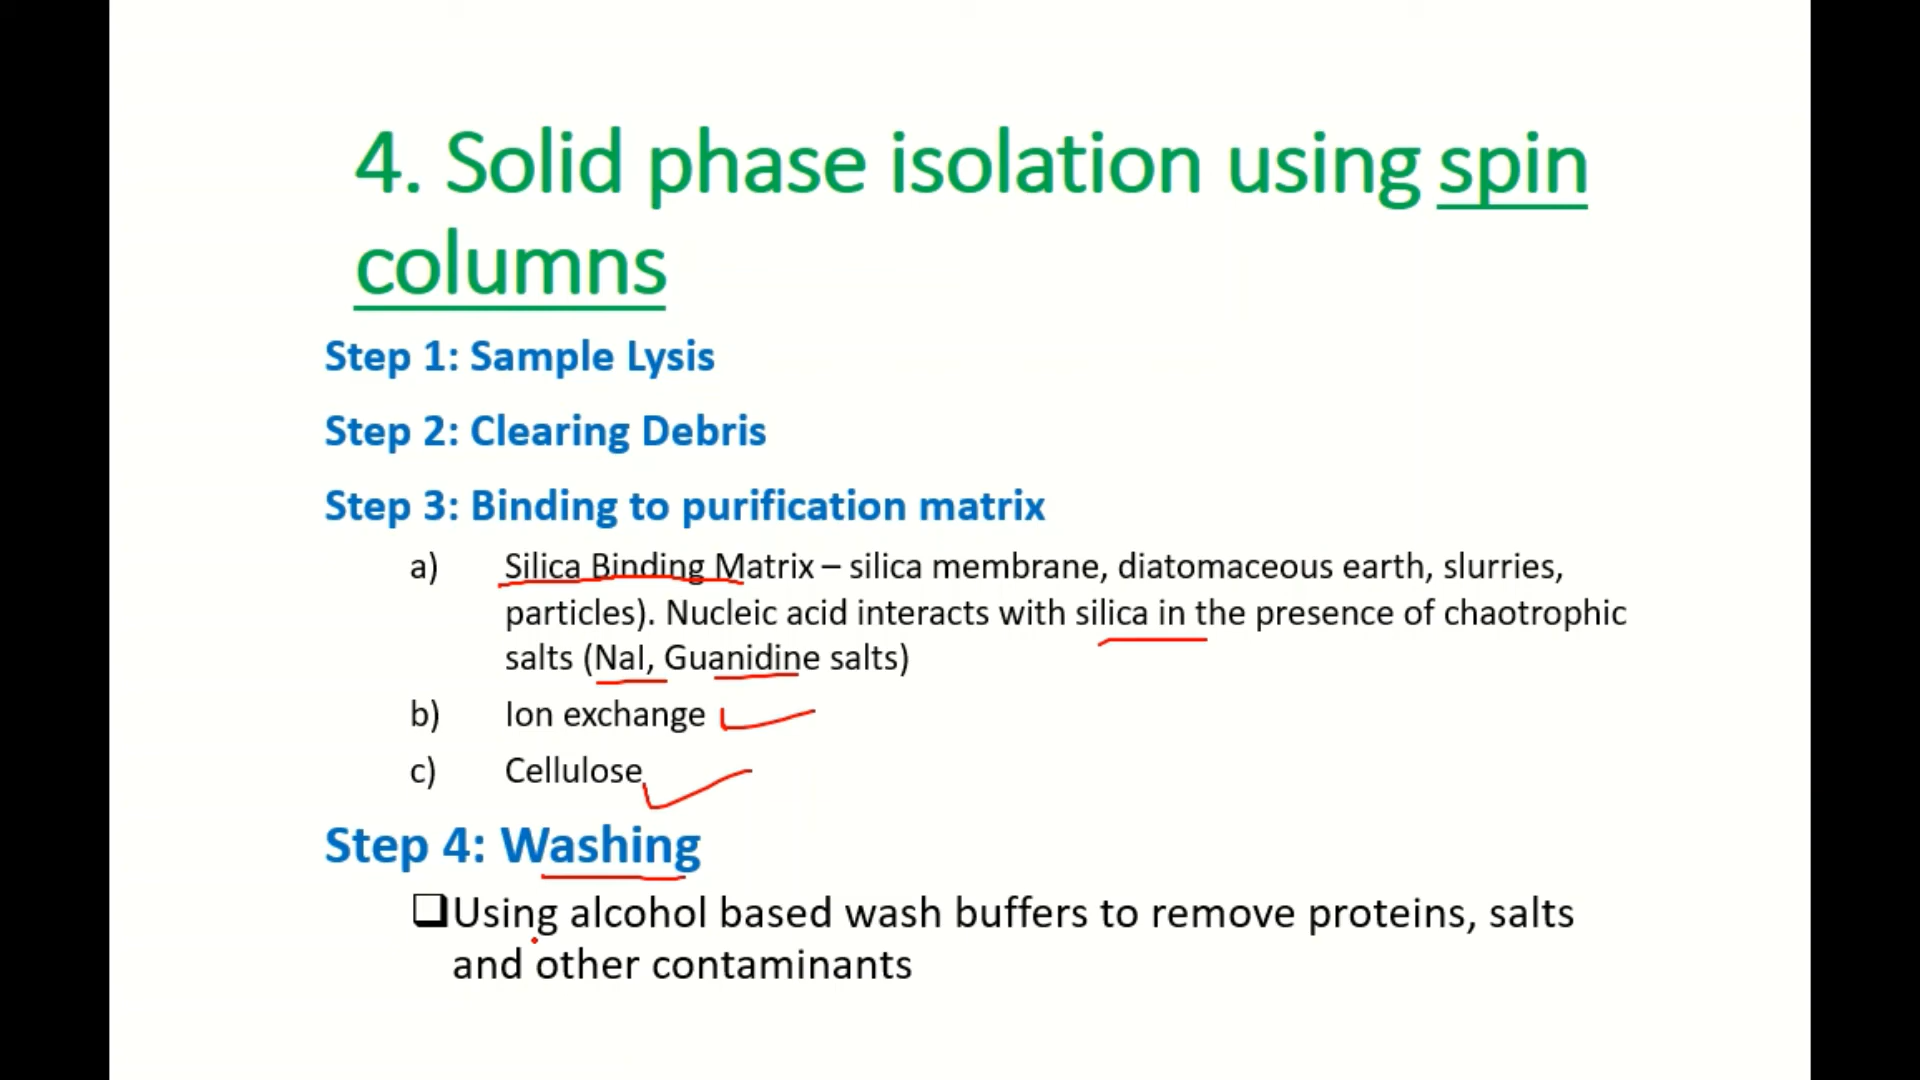 4. Solid phase isolation using spin
columns
Step 1: Sample Lysis
Step 2: Clearing Debris
Step 3: Binding to purification matrix
a) Silica Binding Matrix – silica membrane, diatomaceous earth, slurries,
particles). Nucleic acid interacts with silica in the presence of chaotrophic
salts (NaI, Guanidine salts)
b) Ion exchange
c) Cellulose
Step 4: Washing
❑Using alcohol based wash buffers to remove proteins, salts
and other contaminants